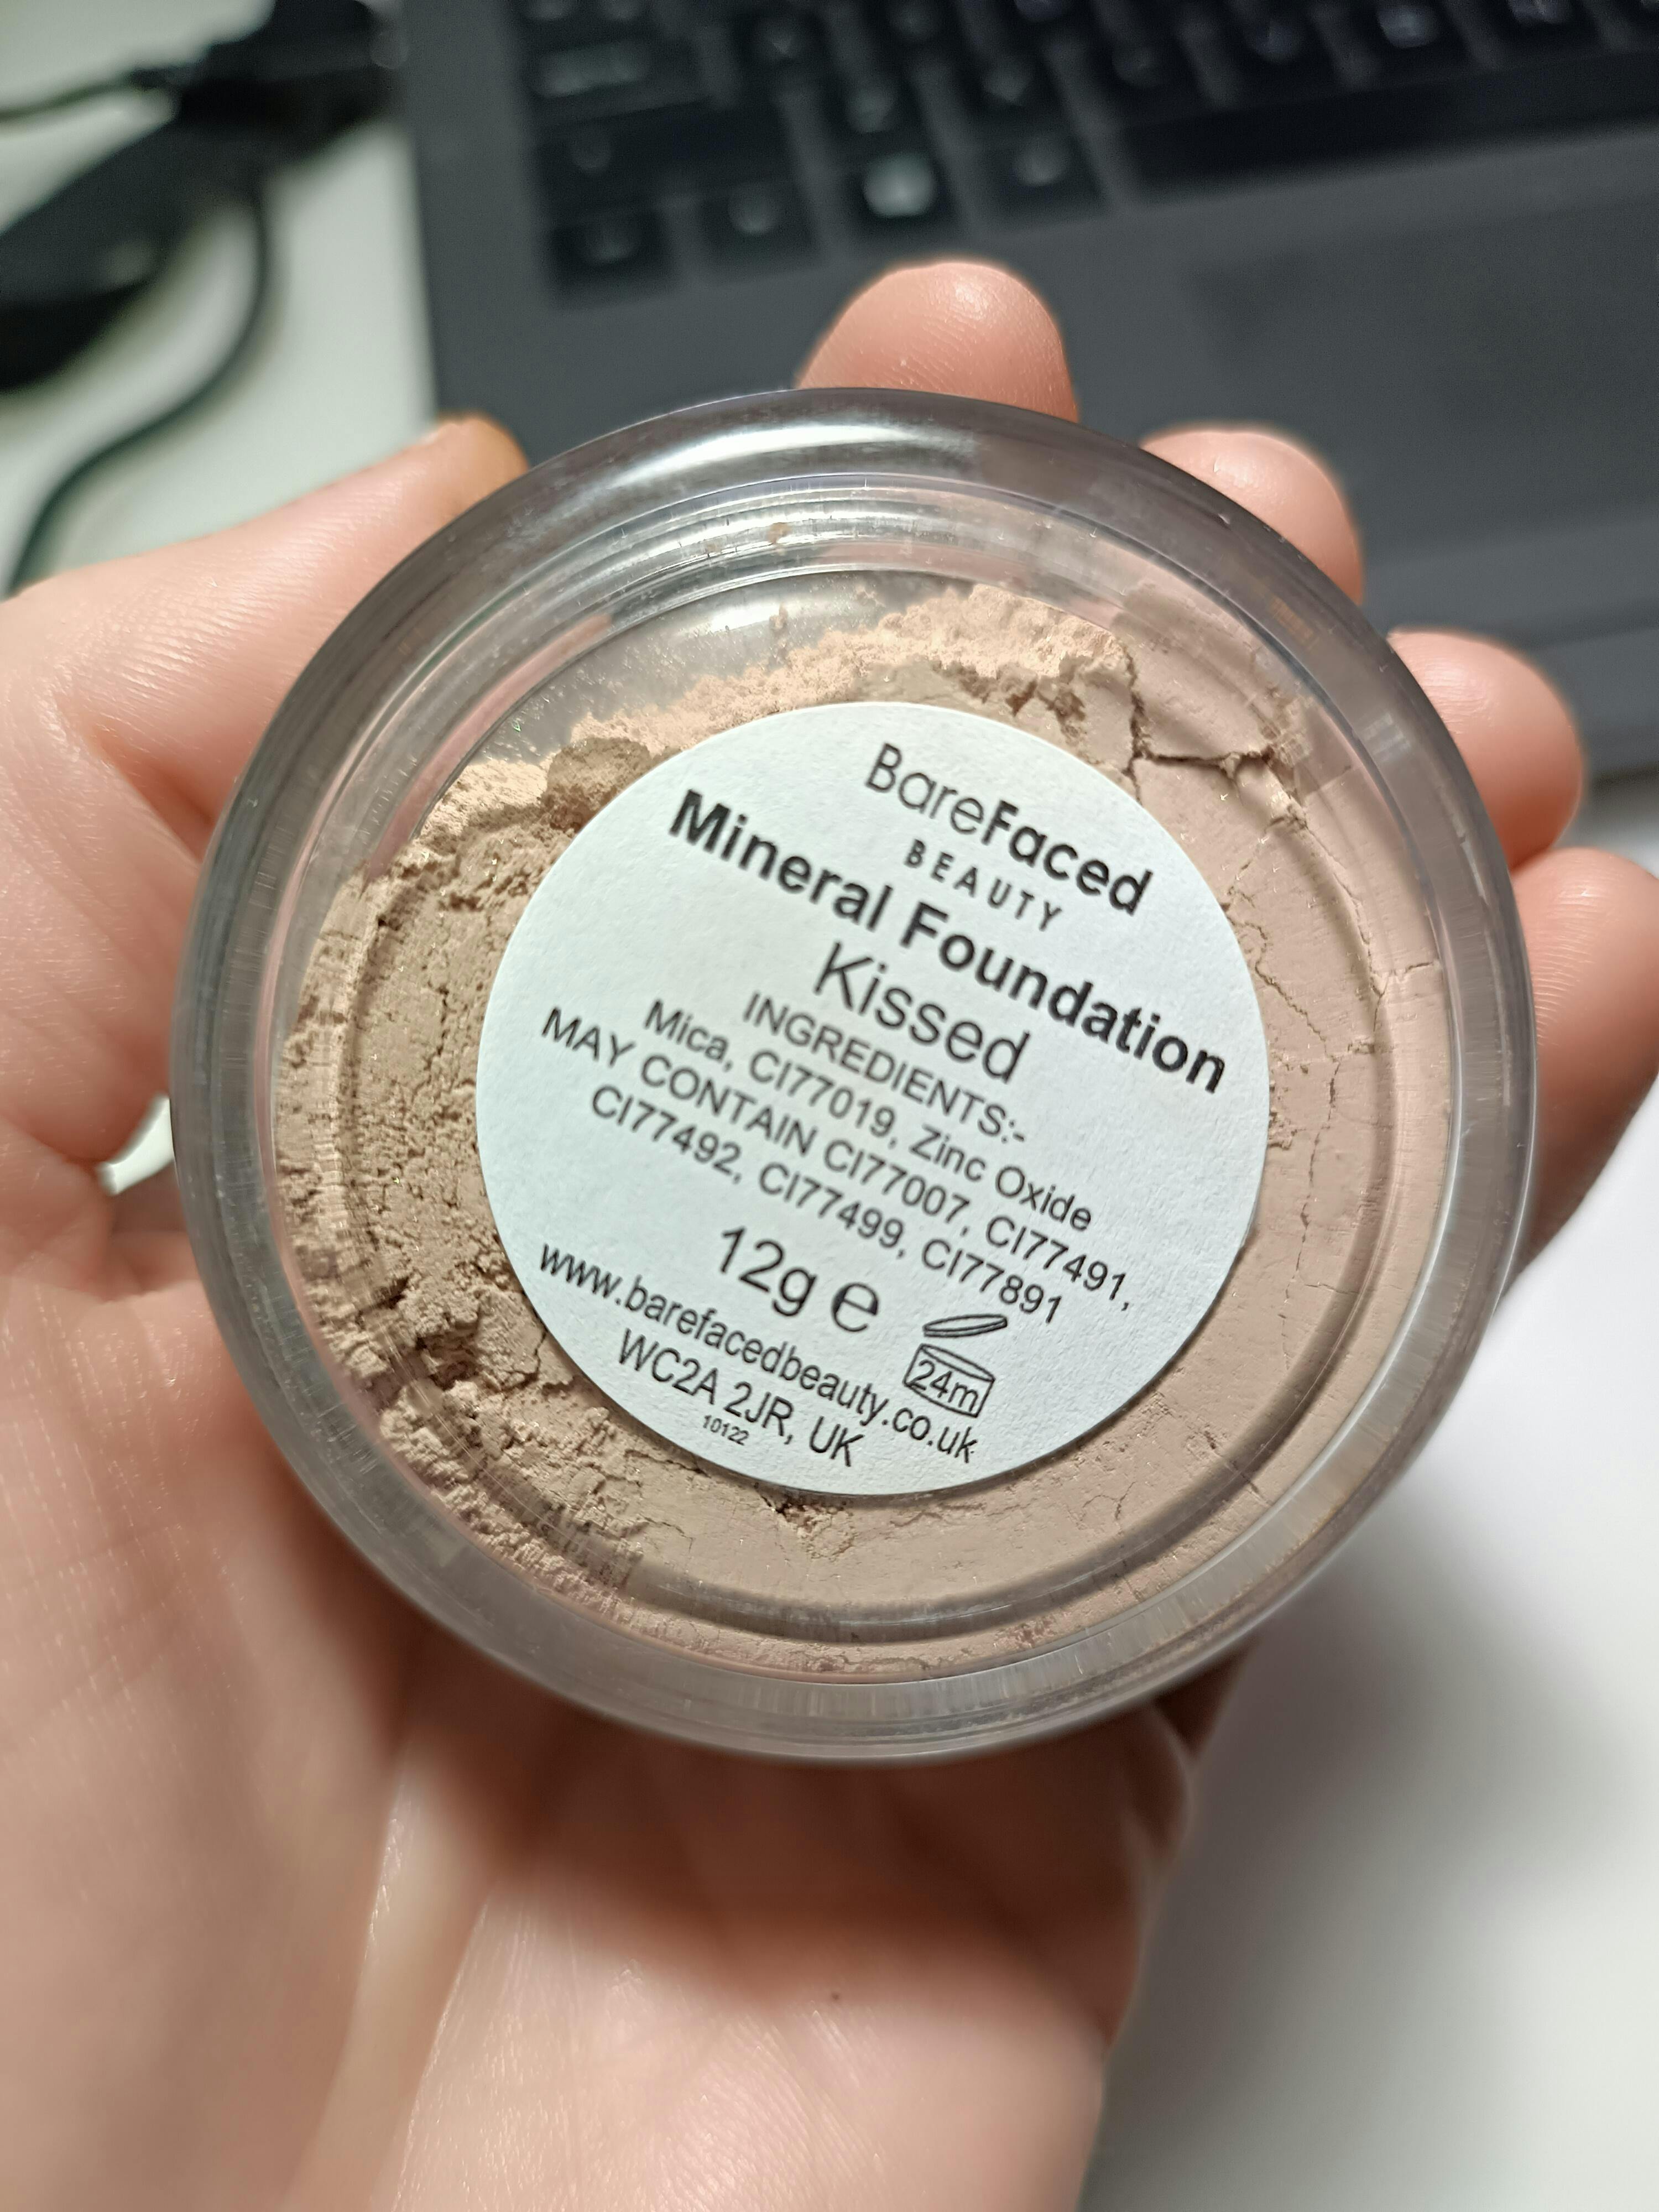 BareFaced
BEAUTY
Mineral Foundation
Kissed
INGREDIENTS:-
Mica, CI77019, Zinc Oxide
MAY CONTAIN CI77007, CI77491,
CI77492, CI77499, CI77891
12g e
24m
www.barefacedbeauty.co.uk
WC2A 2JR, UK
10122